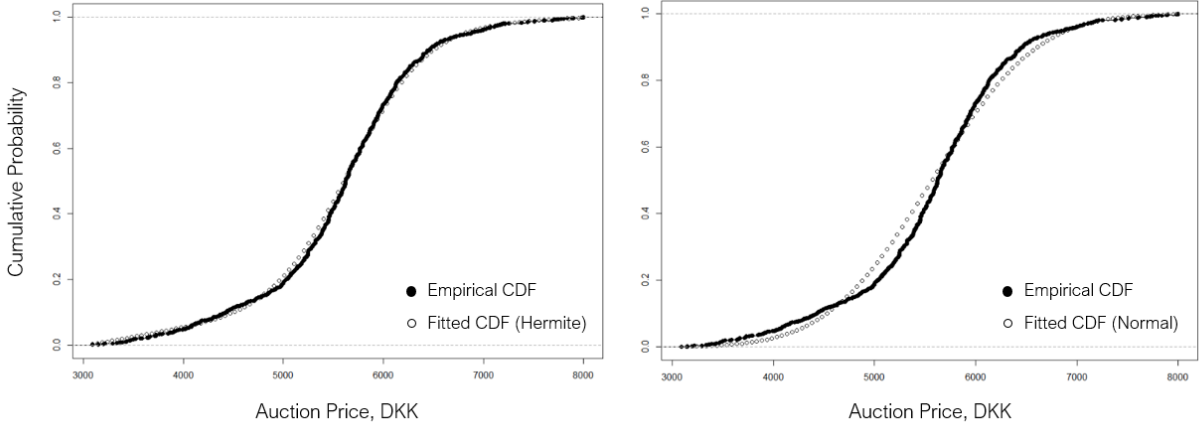 Cumulative Probability
1.0
0.8
0.6
0.4
0.2
0.0
Empirical CDF
Fitted CDF (Hermite)
3000 4000 5000 6000 7000 8000
Auction Price, DKK
1.0
0.8
0.6
0.4
0.2
0.0
Empirical CDF
Fitted CDF (Normal)
3000 4000 5000 6000 7000 8000
Auction Price, DKK